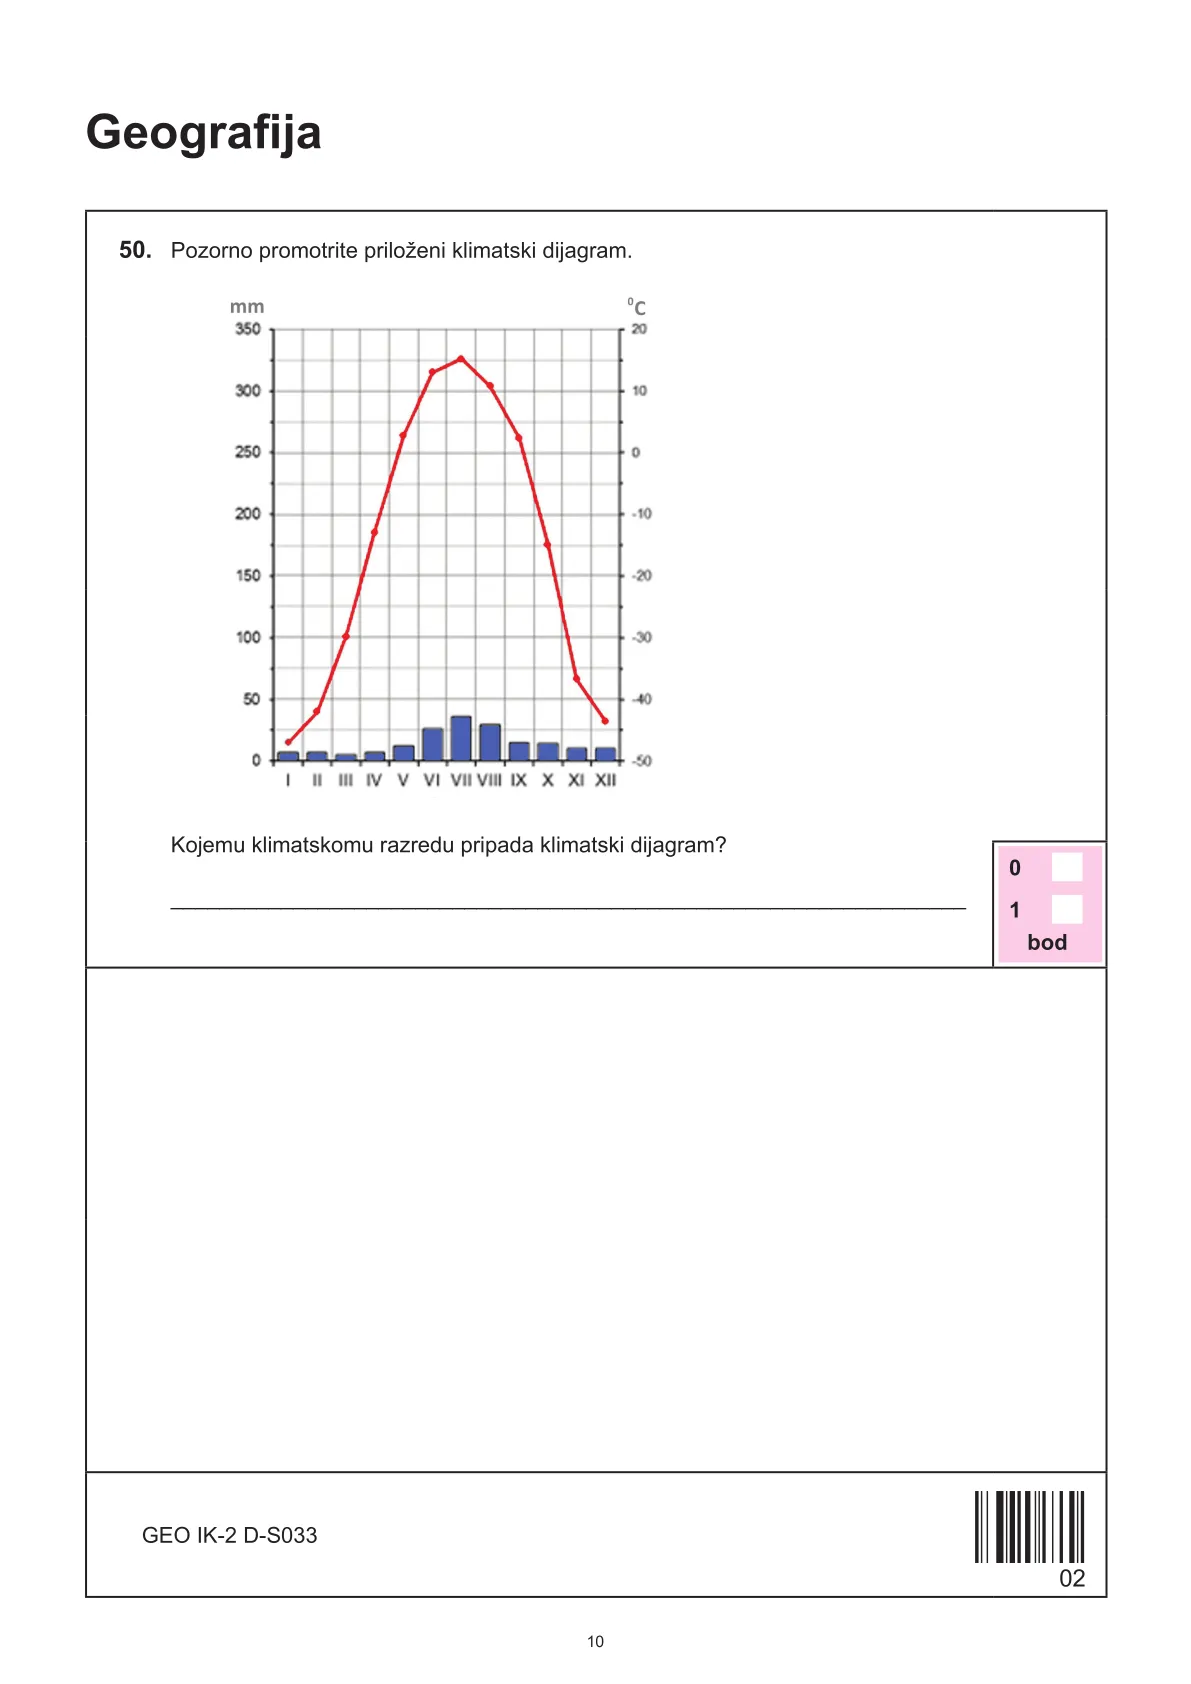 Geografija
50. Pozorno promotrite priloženi klimatski dijagram.
mm
⁰C
350
20
300
10
250
0
200
-10
150
-20
100
-30
50
-40
0
-50
I II III IV V VI VII VIII IX X XI XII
Kojemu klimatskomu razredu pripada klimatski dijagram?
0
1
bod
GEO IK-2 D-S033
02
10